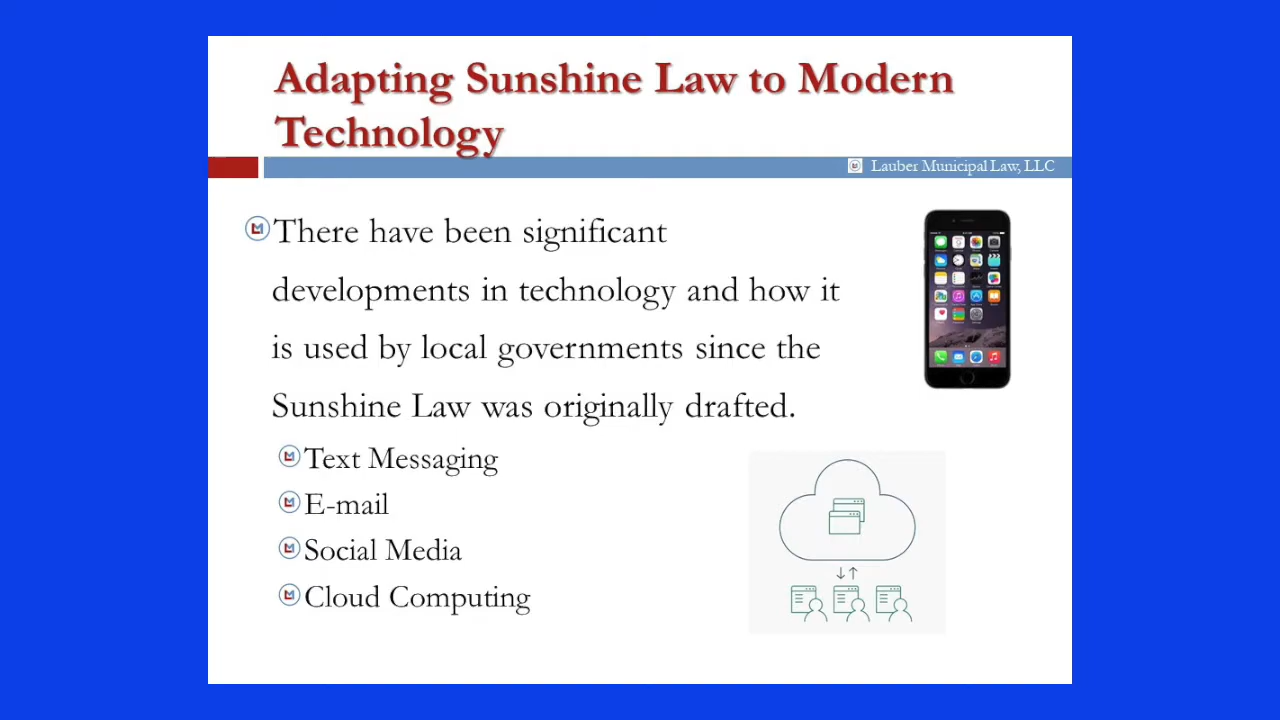 Adapting Sunshine Law to Modern
Technology
Lauber Municipal Law, LLC
There have been significant
developments in technology and how it
is used by local governments since the
Sunshine Law was originally drafted.
Text Messaging
E-mail
Social Media
Cloud Computing